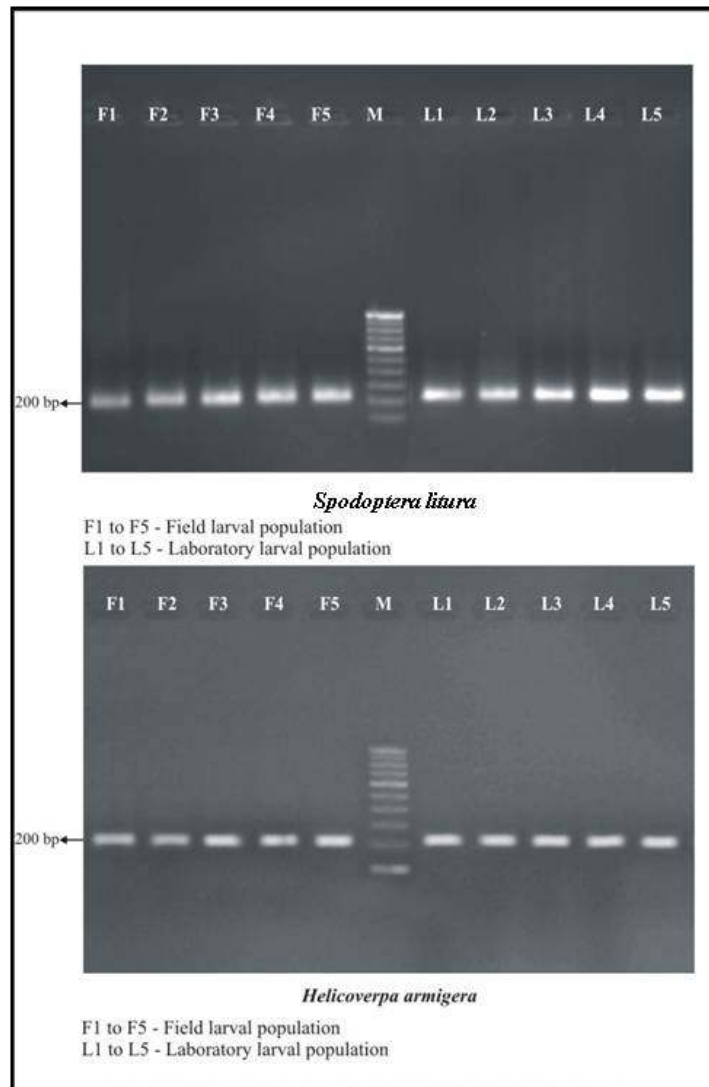 F1 F2 F3 F4 F5 M L1 L2 L3 L4 L5
200 bp
Spodoptera litura
F1 to F5 - Field larval population
L1 to L5 - Laboratory larval population
F1 F2 F3 F4 F5 M L1 L2 L3 L4 L5
200 bp
Helicoverpa armigera
F1 to F5 - Field larval population
L1 to L5 - Laboratory larval population